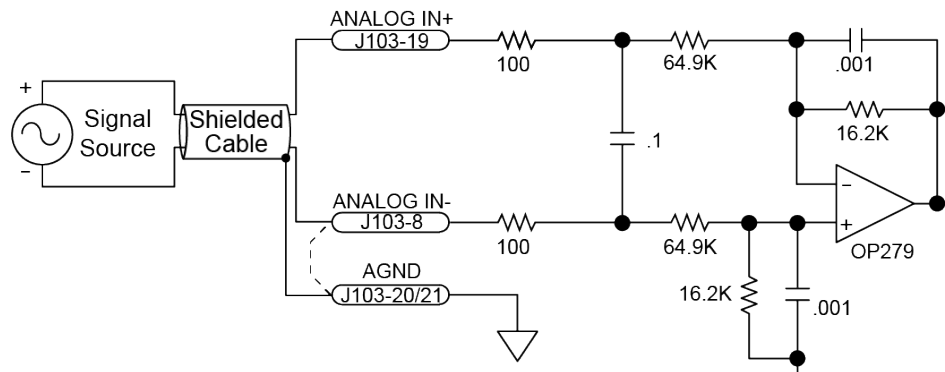 ANALOG IN+
J103-19
100
64.9K
.001
+
Signal
Source
−
Shielded
Cable
.1
16.2K
ANALOG IN-
J103-8
100
64.9K
−
+
OP279
AGND
J103-20/21
16.2K
.001